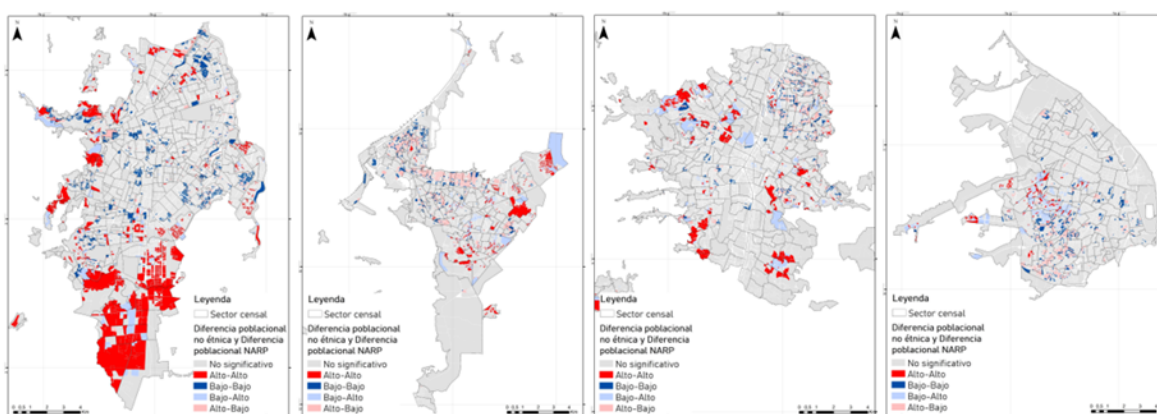 Leyenda
Sector censal
Diferencia poblacional
no étnica y Diferencia
poblacional NARP
No significativo
Alto-Alto
Bajo-Bajo
Bajo-Alto
Alto-Bajo
Leyenda
Sector censal
Diferencia poblacional
no étnica y Diferencia
poblacional NARP
No significativo
Alto-Alto
Bajo-Bajo
Bajo-Alto
Alto-Bajo
Leyenda
Sector censal
Diferencia poblacional
no étnica y Diferencia
poblacional NARP
No significativo
Alto-Alto
Bajo-Bajo
Bajo-Alto
Alto-Bajo
Leyenda
Sector censal
Diferencia poblacional
no étnica y Diferencia
poblacional NARP
No significativo
Alto-Alto
Bajo-Bajo
Bajo-Alto
Alto-Bajo